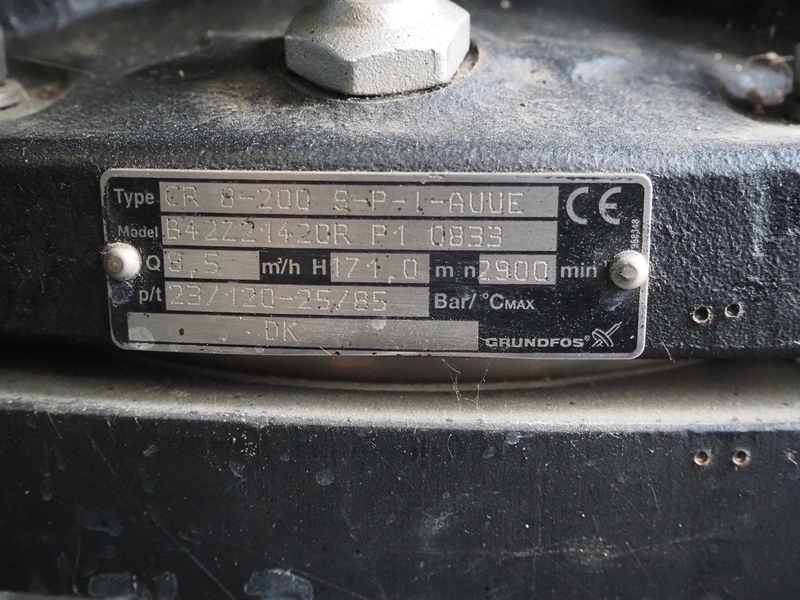 Type CR 8-200 S-P-I-AUUE CE
Model B42Z21420R P1 0833
Q 8,5 m³/h H 171,0 m n 2900 min
p/t 23/120-25/85 Bar/°CMAX
DK GRUNDFOS